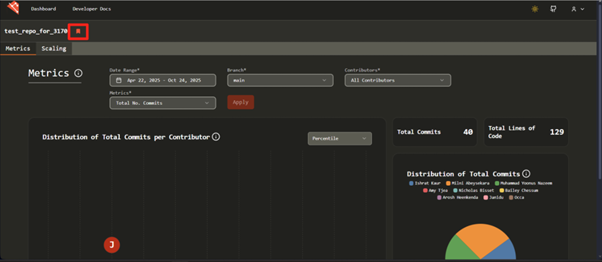 Dashboard
Developer Docs
test_repo_for_3170
Metrics
Scaling
Metrics
Date Range*
Apr 22, 2025 - Oct 24, 2025
Branch*
main
Contributors*
All Contributors
Metrics*
Total No. Commits
Apply
Distribution of Total Commits per Contributor
Percentile
J
Total Commits
40
Total Lines of
Code
129
Distribution of Total Commits
Ishrat Kaur
Milni Abeysekara
Muhammad Younus Nazeem
Amy Tjea
Nicholas Bisset
Bailey Chessum
Arosh Heenkenda
Janidu
Occa